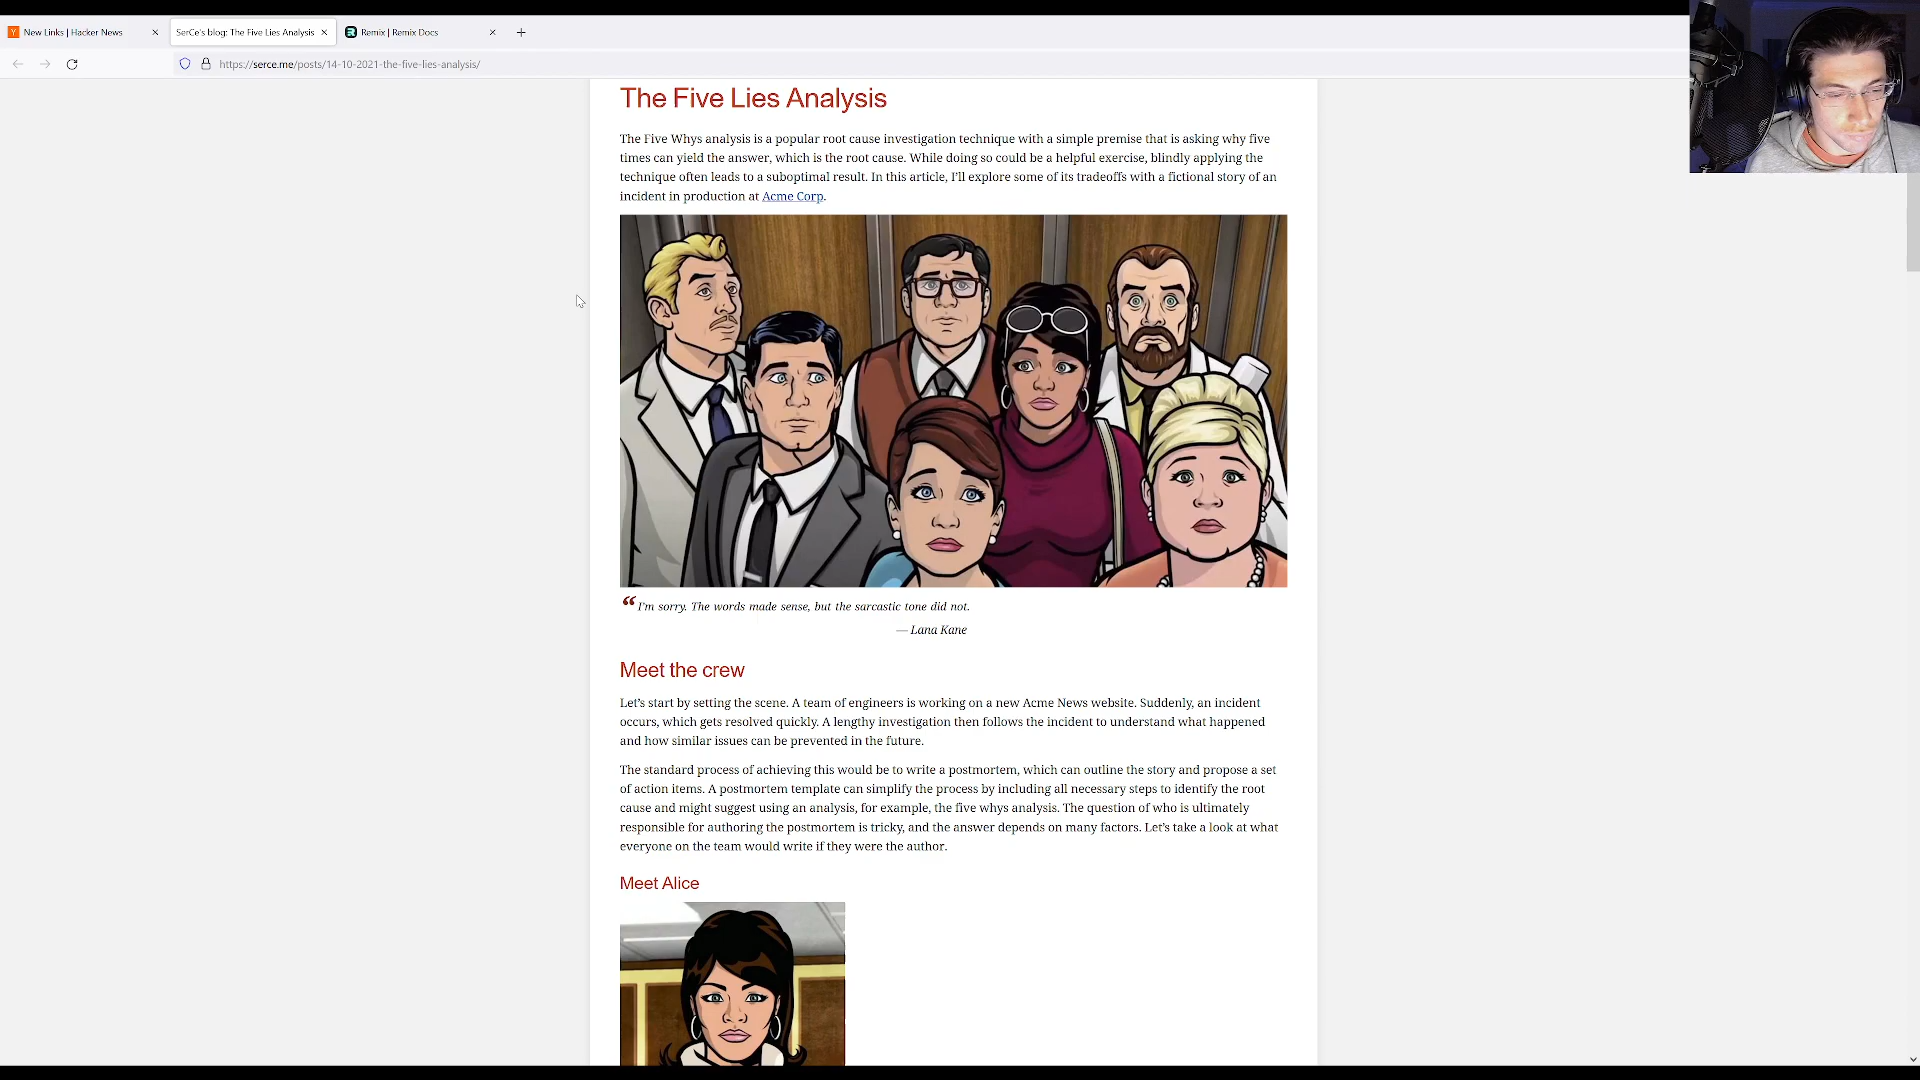 New Links | Hacker News
SerCe's blog: The Five Lies Analysis
Remix | Remix Docs
https://serce.me/posts/14-10-2021-the-five-lies-analysis/
The Five Lies Analysis
The Five Whys analysis is a popular root cause investigation technique with a simple premise that is asking why five
times can yield the answer, which is the root cause. While doing so could be a helpful exercise, blindly applying the
technique often leads to a suboptimal result. In this article, I'll explore some of its tradeoffs with a fictional story of an
incident in production at Acme Corp.
“I'm sorry. The words made sense, but the sarcastic tone did not.
— Lana Kane
Meet the crew
Let's start by setting the scene. A team of engineers is working on a new Acme News website. Suddenly, an incident
occurs, which gets resolved quickly. A lengthy investigation then follows the incident to understand what happened
and how similar issues can be prevented in the future.
The standard process of achieving this would be to write a postmortem, which can outline the story and propose a set
of action items. A postmortem template can simplify the process by including all necessary steps to identify the root
cause and might suggest using an analysis, for example, the five whys analysis. The question of who is ultimately
responsible for authoring the postmortem is tricky, and the answer depends on many factors. Let's take a look at what
everyone on the team would write if they were the author.
Meet Alice